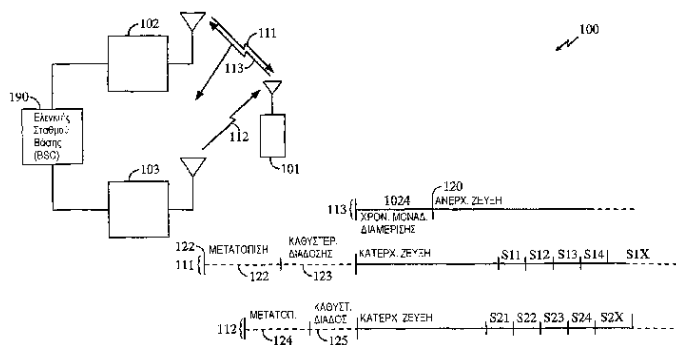 102
111
100
113
190
Ελεγκτής
Σταθμού
Βάσης
(BSC)
112
101
103
120
1024
ΑΝΕΡΧ. ΖΕΥΞΗ
113
ΧΡΟΝ. ΜΟΝΑΔ.
ΔΙΑΜΕΡΙΣΗΣ
122
ΜΕΤΑΤΟΠΙΣΗ
ΚΑΘΥΣΤΕΡ.
ΔΙΑΔΟΣΗΣ
ΚΑΤΕΡΧ. ΖΕΥΞΗ
S11 S12 S13 S14 S1X
111
122
123
ΜΕΤΑΤΟΠ.
ΚΑΘΥΣΤ.
ΔΙΑΔΟΣ
ΚΑΤΕΡΧ. ΖΕΥΞΗ
S21 S22 S23 S24 S2X
112
124
125